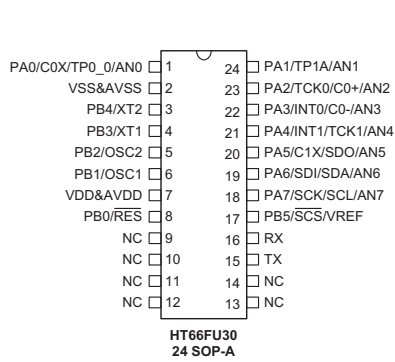 PA0/C0X/TP0_0/AN0 1 24 PA1/TP1A/AN1
VSS&AVSS 2 23 PA2/TCK0/C0+/AN2
PB4/XT2 3 22 PA3/INT0/C0-/AN3
PB3/XT1 4 21 PA4/INT1/TCK1/AN4
PB2/OSC2 5 20 PA5/C1X/SDO/AN5
PB1/OSC1 6 19 PA6/SDI/SDA/AN6
VDD&AVDD 7 18 PA7/SCK/SCL/AN7
PB0/RES 8 17 PB5/SCS/VREF
NC 9 16 RX
NC 10 15 TX
NC 11 14 NC
NC 12 13 NC
HT66FU30
24 SOP-A